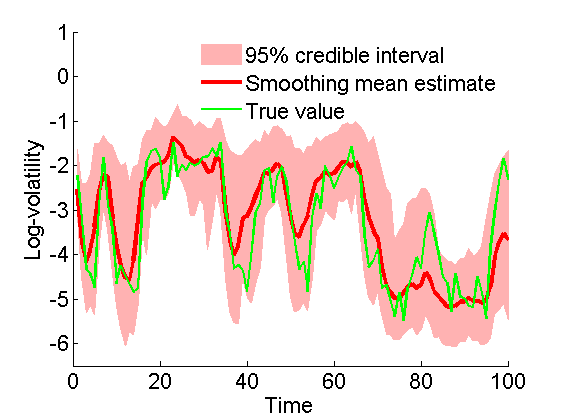 1
0
-1
-2
-3
-4
-5
-6
Log-volatility
95% credible interval
Smoothing mean estimate
True value
0 20 40 60 80 100
Time